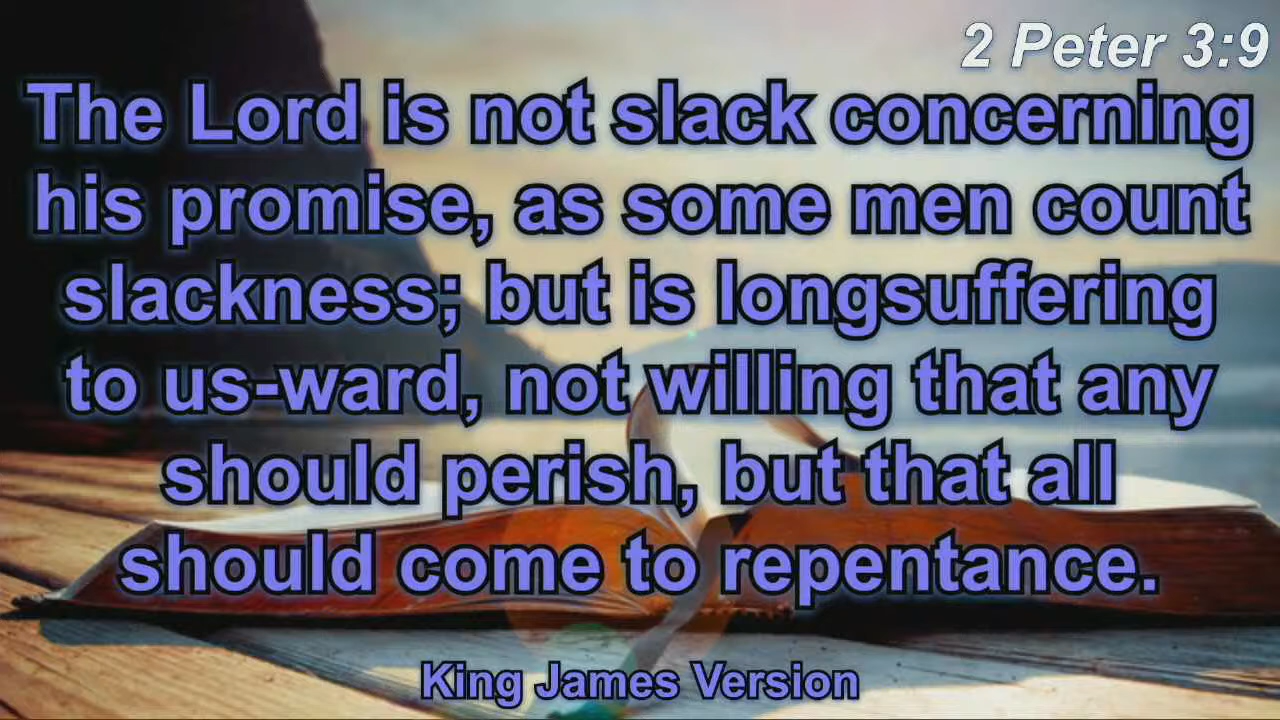 2 Peter 3:9
The Lord is not slack concerning
his promise, as some men count
slackness; but is longsuffering
to us-ward, not willing that any
should perish, but that all
should come to repentance.
King James Version